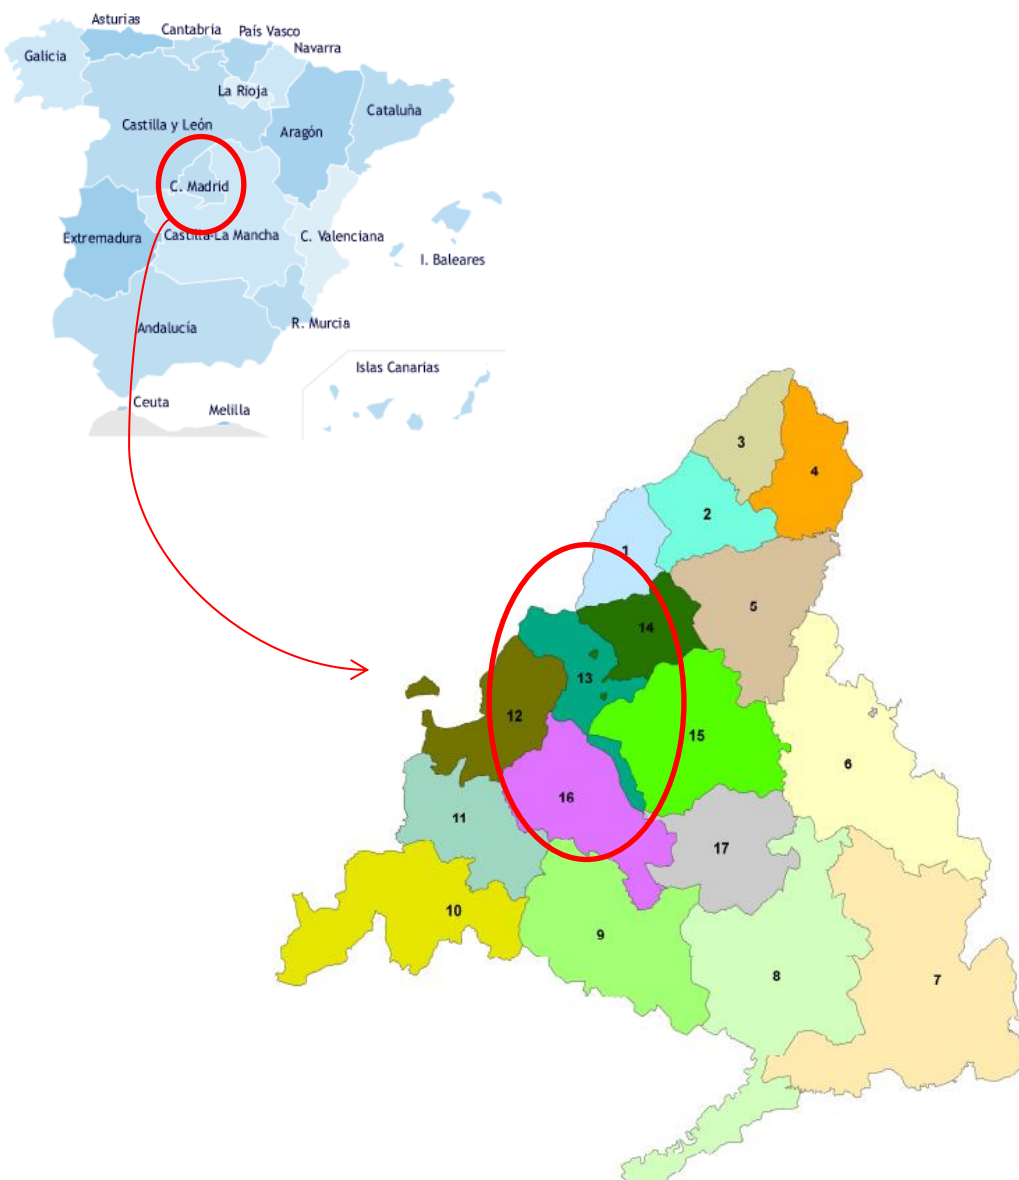 Asturias
Cantabria
País Vasco
Navarra
Galicia
La Rioja
Cataluña
Castilla y León
Aragón
C. Madrid
Extremadura
Castilla-La Mancha
C. Valenciana
I. Baleares
Andalucía
R. Murcia
Islas Canarias
Ceuta
Melilla
3
4
2
1
5
14
13
12
15
6
16
11
17
10
9
8
7